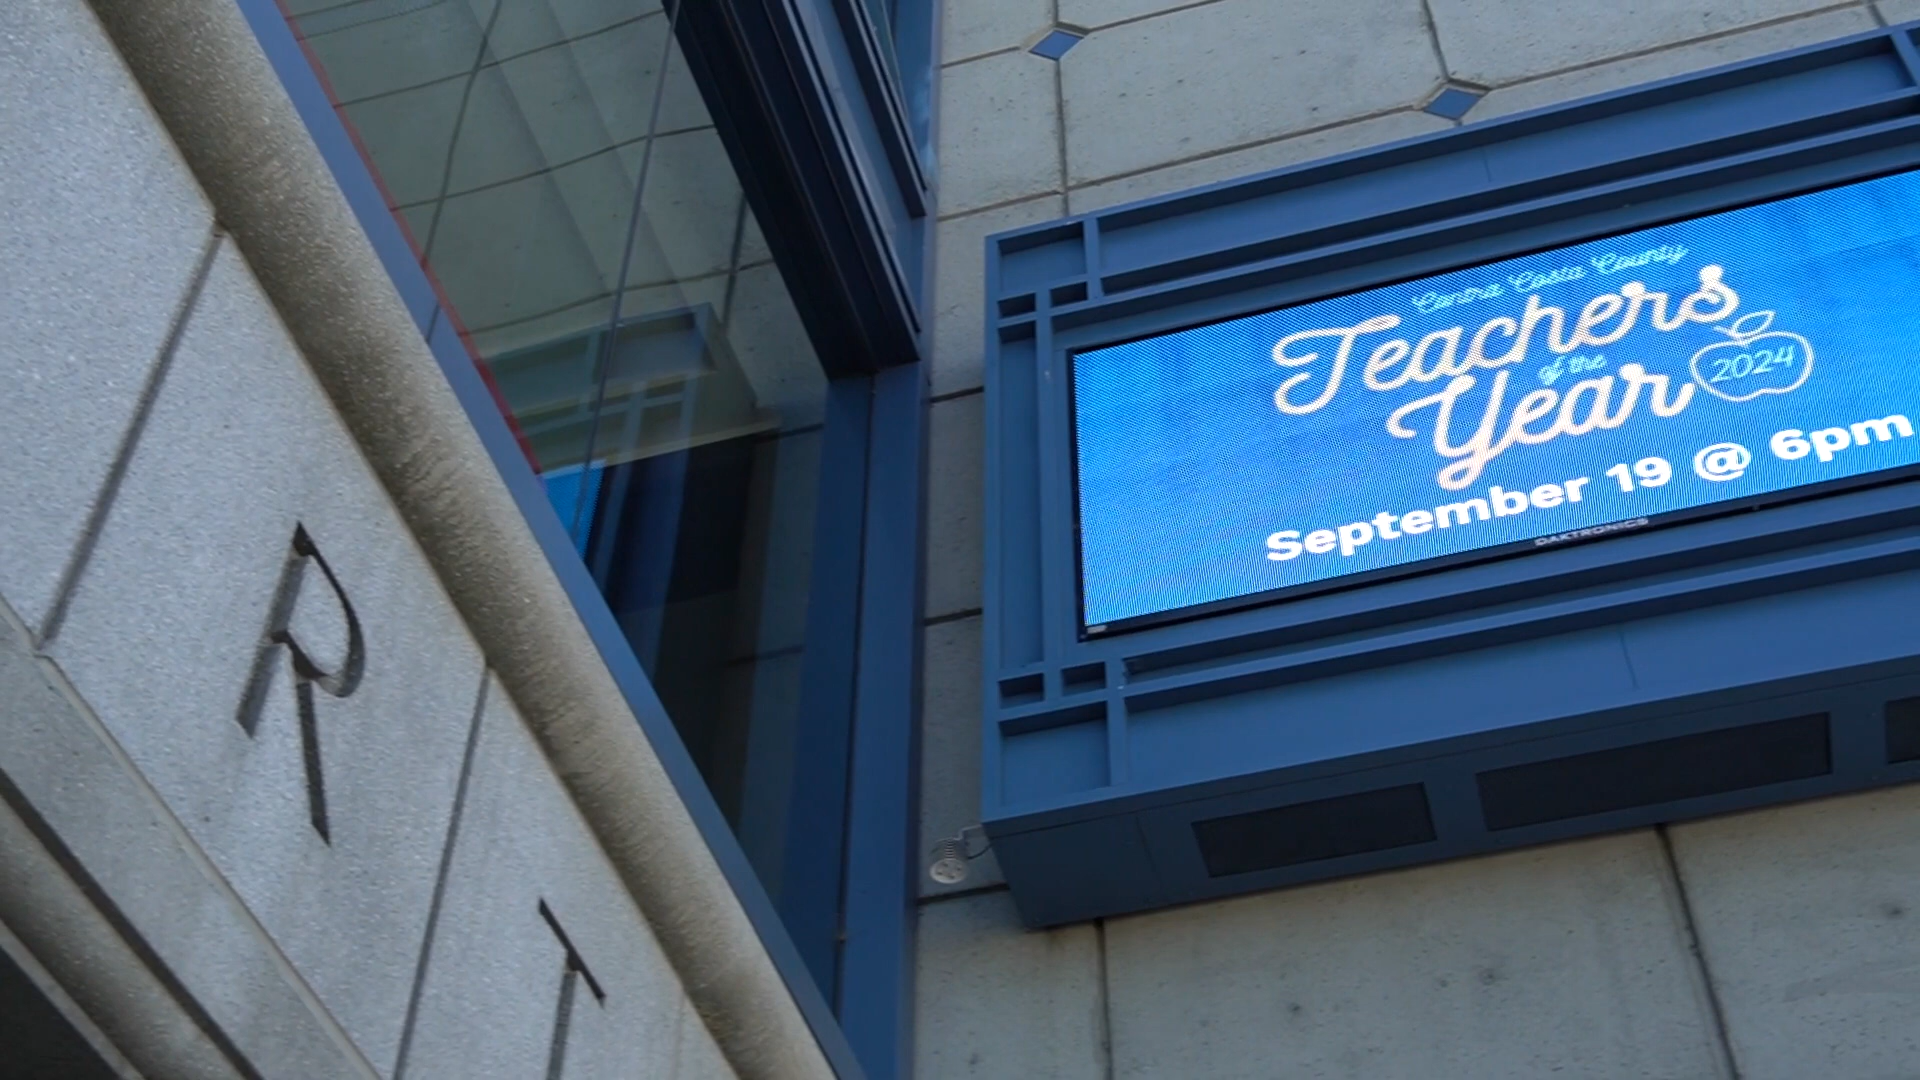 R
T
Contra Costa County
Teachers
of the
Year 2024
September 19 @ 6pm
DAKTRONICS